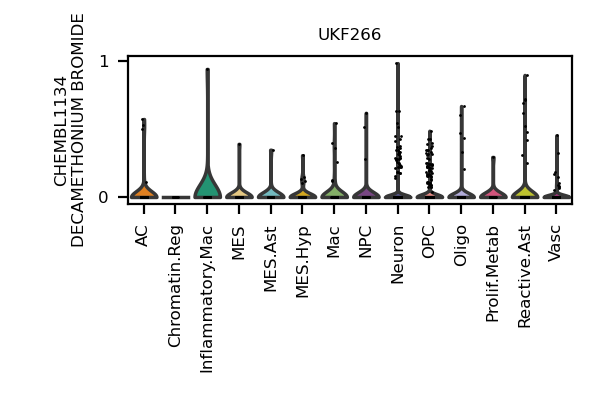 UKF266
CHEMBL1134
DECAMETHONIUM BROMIDE
1
0
AC
Chromatin.Reg
Inflammatory.Mac
MES
MES.Ast
MES.Hyp
Mac
NPC
Neuron
OPC
Oligo
Prolif.Metab
Reactive.Ast
Vasc